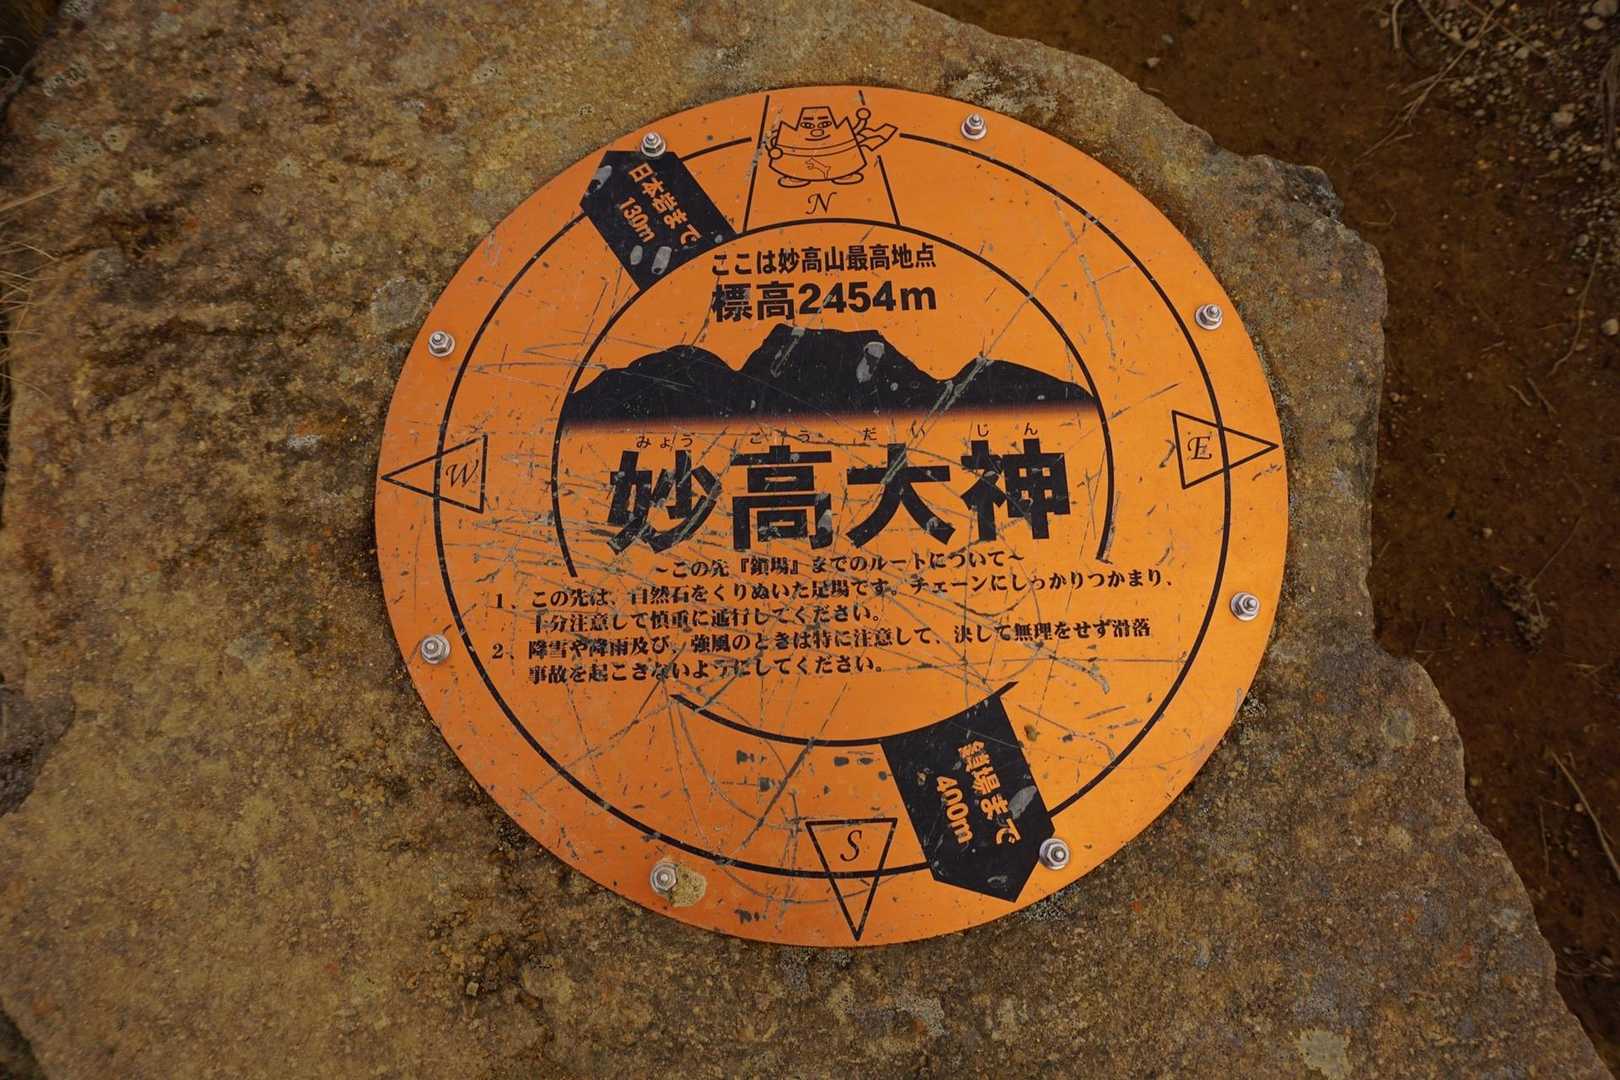 N
日本岩まで
130m
ここは妙高山最高地点
標高2454m
みょう こう だい じん
妙高大神
W
E
～この先『鎖場』までのルートについて～
1、この先は、自然石をくりぬいた足場です。チェーンにしっかりつかまり、
十分注意して慎重に通行してください。
2、降雪や降雨及び、強風のときは特に注意して、決して無理をせず滑落
事故を起こさないようにしてください。
鎖場まで
400m
S